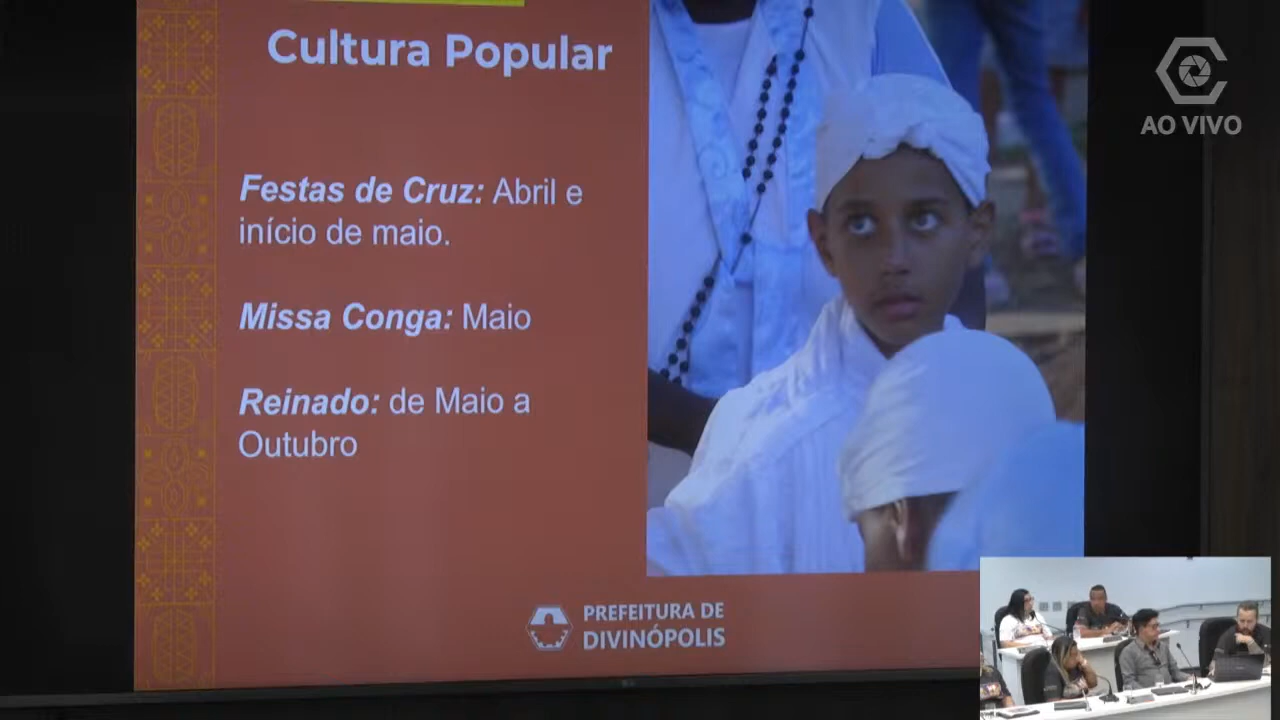 Cultura Popular
AO VIVO
Festas de Cruz: Abril e
início de maio.
Missa Conga: Maio
Reinado: de Maio a
Outubro
PREFEITURA DE
DIVINÓPOLIS